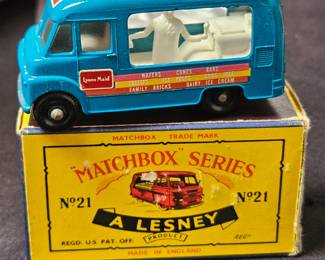 Lyons Maid
WAFERS CONES BARS
FAMILY BRICKS DAIRY ICE CREAM
MATCHBOX TRADE MARK
"MATCHBOX" SERIES
Nº21
Nº21
A LESNEY
PRODUCT
REGD. U.S. PAT. OFF.
REGD
MADE IN ENGLAND